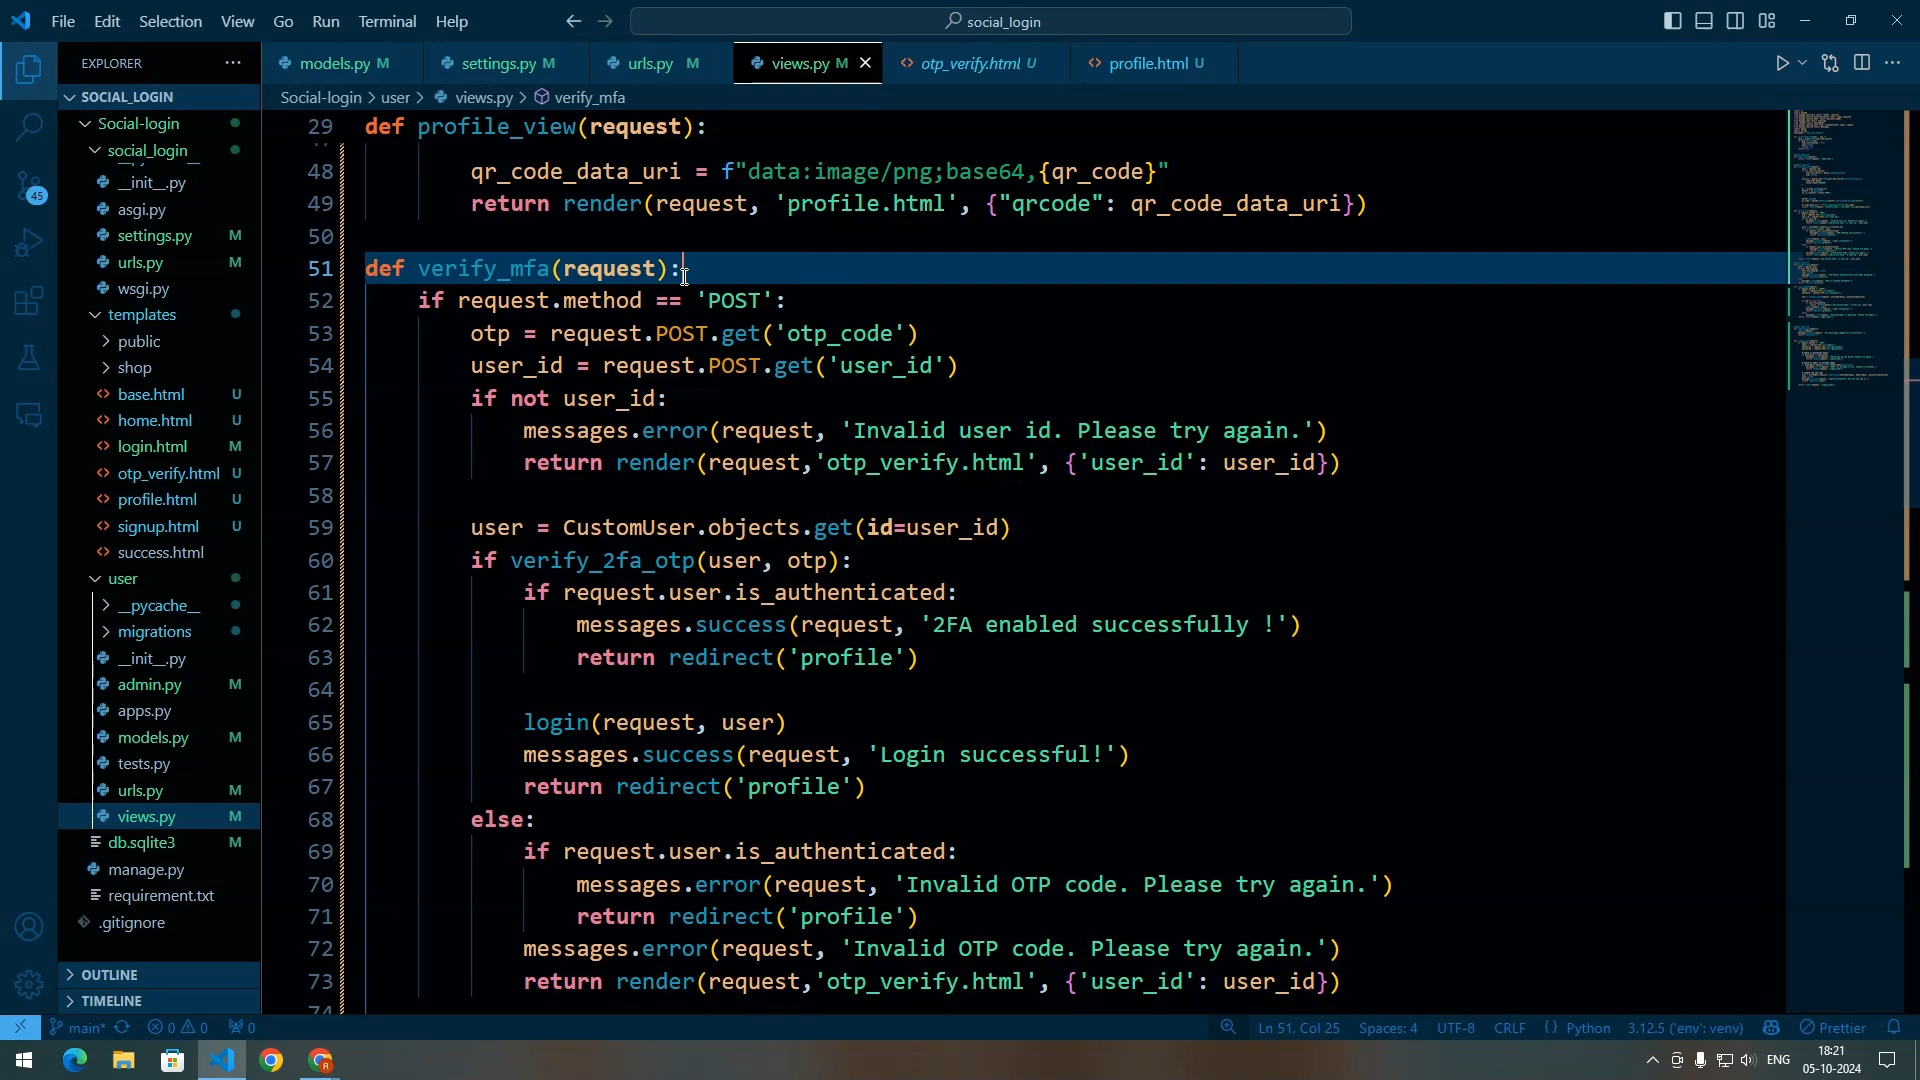 File Edit Selection View Go Run Terminal Help
social_login
EXPLORER
models.py M
settings.py M
urls.py M
views.py M
otp_verify.html U
profile.html U
SOCIAL_LOGIN
Social-login > user > views.py > verify_mfa
Social-login
social_login
__init__.py
asgi.py
settings.py M
urls.py M
wsgi.py
templates
public
shop
base.html U
home.html U
login.html M
otp_verify.html U
profile.html U
signup.html U
success.html
user
__pycache__
migrations
__init__.py
admin.py M
apps.py
models.py M
tests.py
urls.py M
views.py M
db.sqlite3 M
manage.py
requirement.txt
.gitignore
OUTLINE
TIMELINE
45
29 def profile_view(request):
48 qr_code_data_uri = f"data:image/png;base64,{qr_code}"
49 return render(request, 'profile.html', {"qrcode": qr_code_data_uri})
50
51 def verify_mfa(request):
52 if request.method == 'POST':
53 otp = request.POST.get('otp_code')
54 user_id = request.POST.get('user_id')
55 if not user_id:
56 messages.error(request, 'Invalid user id. Please try again.')
57 return render(request,'otp_verify.html', {'user_id': user_id})
58
59 user = CustomUser.objects.get(id=user_id)
60 if verify_2fa_otp(user, otp):
61 if request.user.is_authenticated:
62 messages.success(request, '2FA enabled successfully !')
63 return redirect('profile')
64
65 login(request, user)
66 messages.success(request, 'Login successful!')
67 return redirect('profile')
68 else:
69 if request.user.is_authenticated:
70 messages.error(request, 'Invalid OTP code. Please try again.')
71 return redirect('profile')
72 messages.error(request, 'Invalid OTP code. Please try again.')
73 return render(request,'otp_verify.html', {'user_id': user_id})
74
main* 0 0 0
Ln 51, Col 25 Spaces: 4 UTF-8 CRLF {} Python 3.12.5 ('env': venv) Prettier
ENG
18:21
05-10-2024